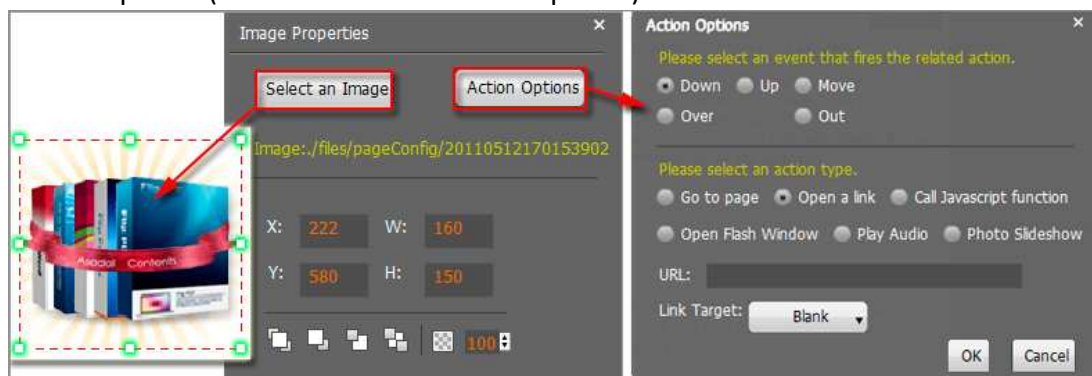 Image Properties
×
Select an Image
Action Options
Image:./files/pageConfig/20110512170153902
X: 222 W: 160
Y: 580 H: 150
100
Asadal Contents
Action Options
×
Please select an event that fires the related action.
Down Up Move
Over Out
Please select an action type.
Go to page Open a link Call Javascript function
Open Flash Window Play Audio Photo Slideshow
URL:
Link Target: Blank
OK Cancel